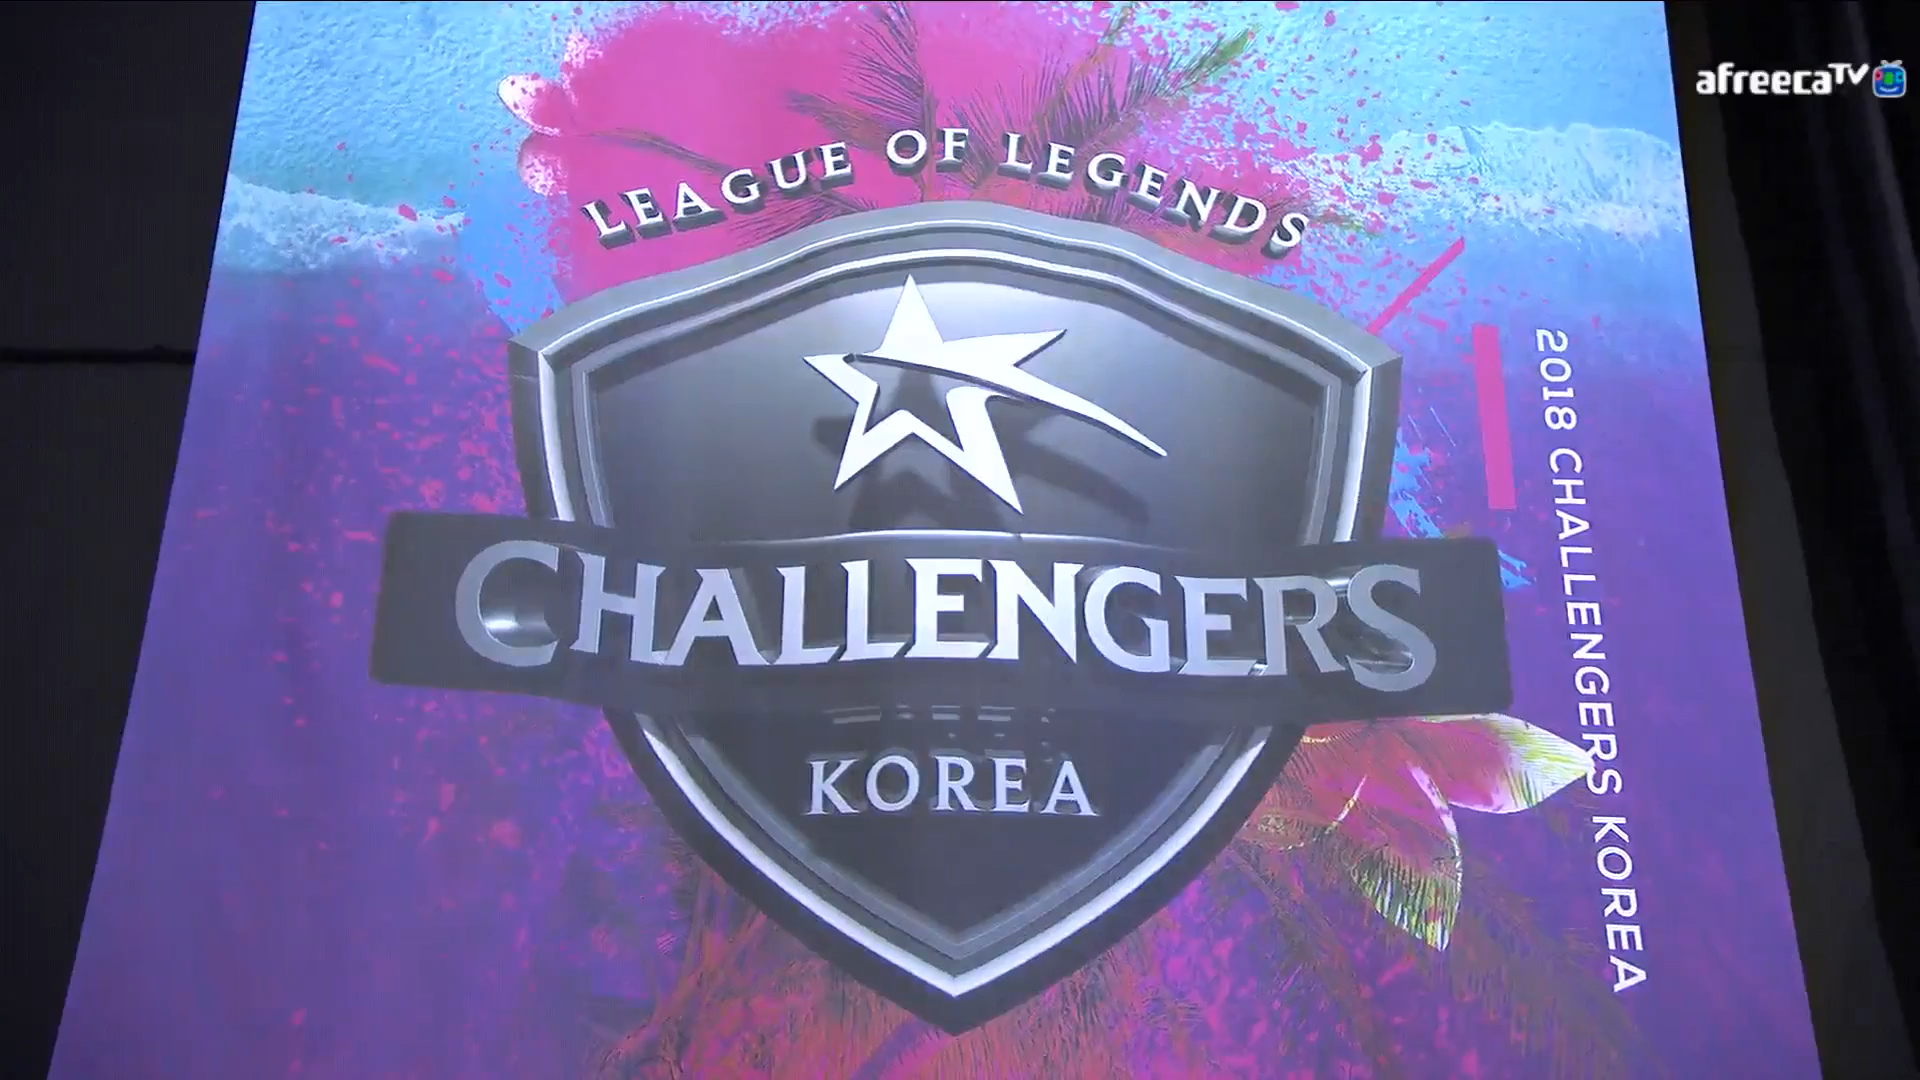 afreecaTV
LEAGUE OF LEGENDS
CHALLENGERS
KOREA
2018 CHALLENGERS KOREA